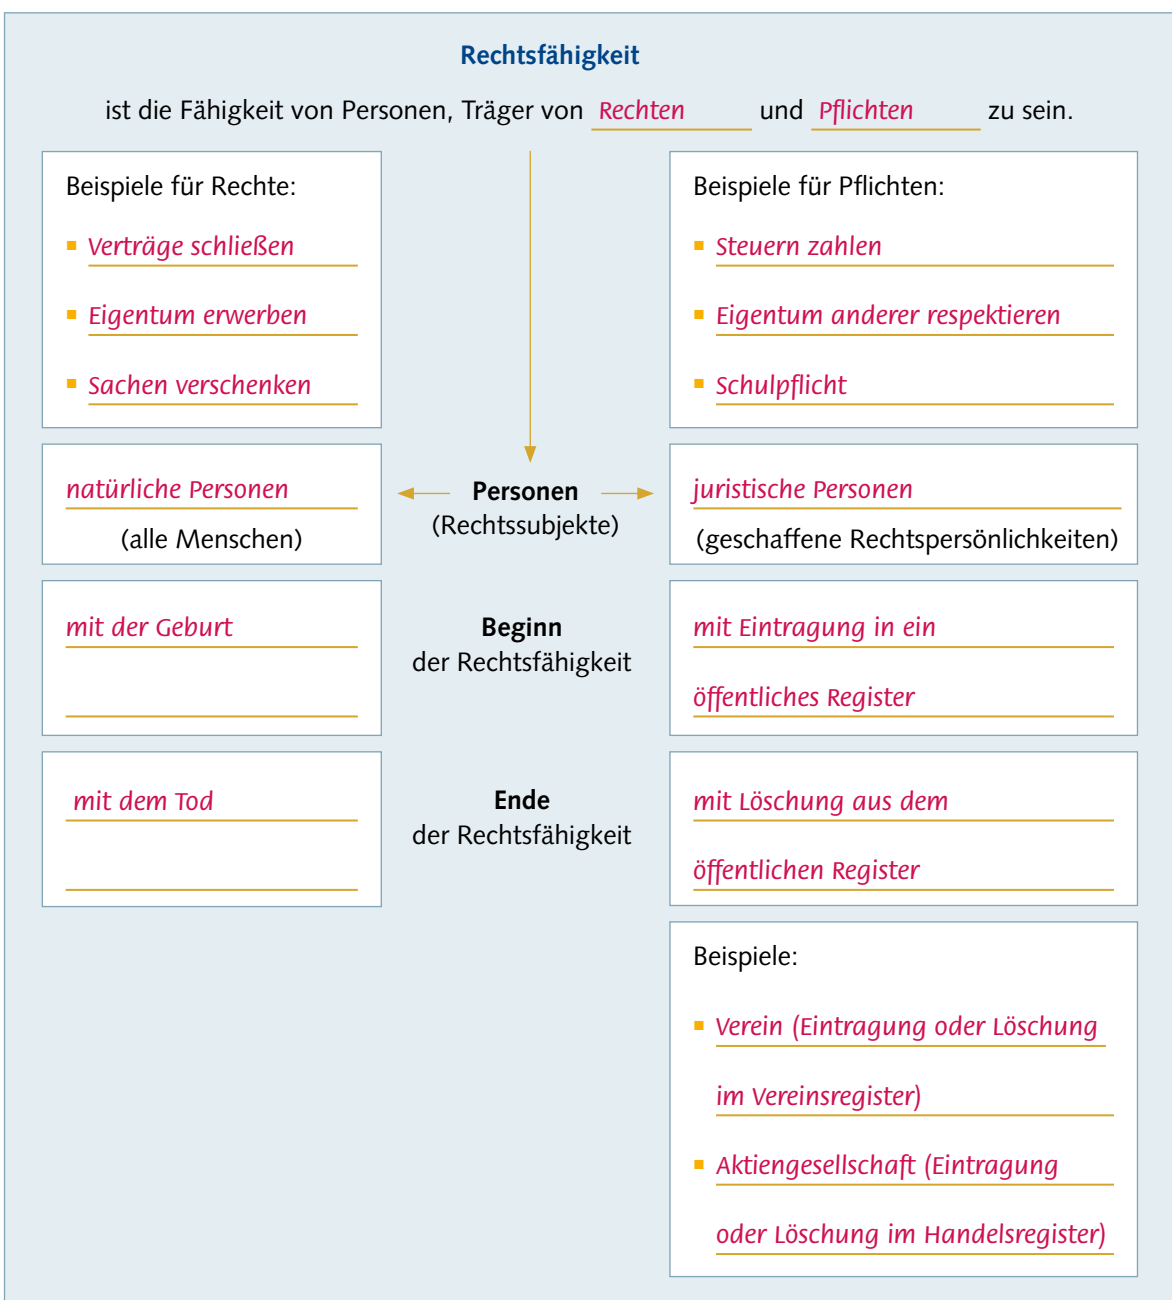 Rechtsfähigkeit
ist die Fähigkeit von Personen, Träger von Rechten und Pflichten zu sein.
Beispiele für Rechte:
Verträge schließen
Eigentum erwerben
Sachen verschenken
Beispiele für Pflichten:
Steuern zahlen
Eigentum anderer respektieren
Schulpflicht
natürliche Personen
(alle Menschen)
Personen
(Rechtssubjekte)
juristische Personen
(geschaffene Rechtspersönlichkeiten)
mit der Geburt
Beginn
der Rechtsfähigkeit
mit Eintragung in ein
öffentliches Register
mit dem Tod
Ende
der Rechtsfähigkeit
mit Löschung aus dem
öffentlichen Register
Beispiele:
Verein (Eintragung oder Löschung
im Vereinsregister)
Aktiengesellschaft (Eintragung
oder Löschung im Handelsregister)